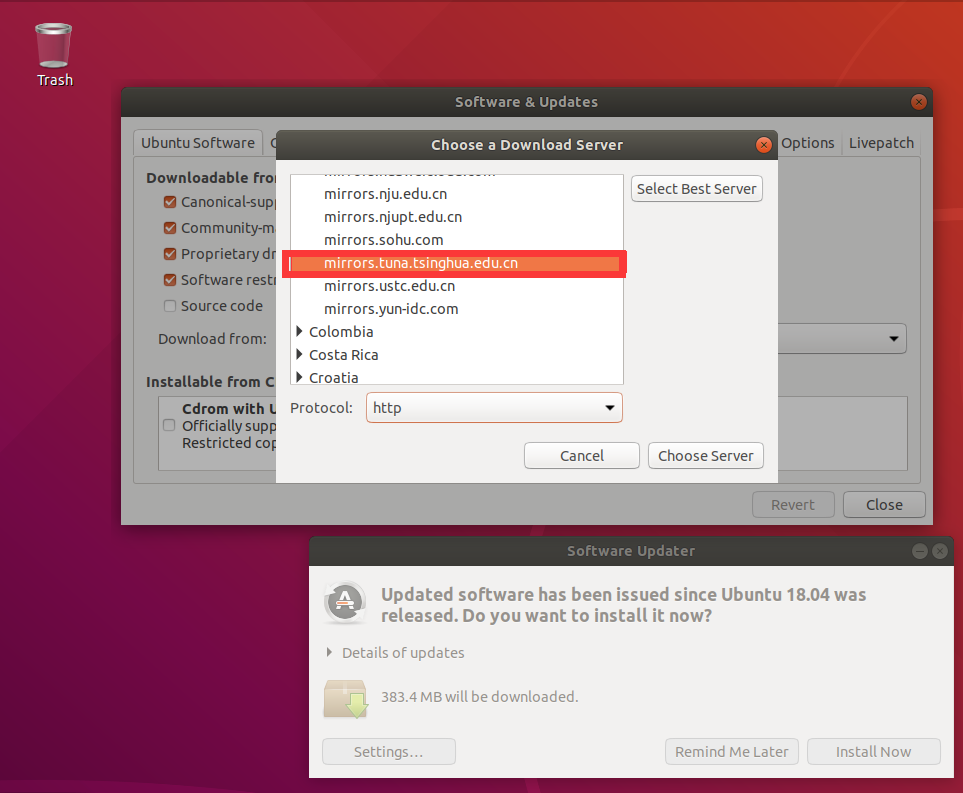 Trash
Software & Updates
Ubuntu Software
Options
Livepatch
Choose a Download Server
mirrors.nju.edu.cn
mirrors.njupt.edu.cn
mirrors.sohu.com
mirrors.tuna.tsinghua.edu.cn
mirrors.ustc.edu.cn
mirrors.yun-idc.com
Colombia
Costa Rica
Croatia
Select Best Server
Protocol:
http
Cancel
Choose Server
Downloadable fro
Canonical-supp
Community-ma
Proprietary dr
Software restr
Source code
Download from:
Installable from C
Cdrom with U
Officially supp
Restricted cop
Revert
Close
Software Updater
Updated software has been issued since Ubuntu 18.04 was
released. Do you want to install it now?
Details of updates
383.4 MB will be downloaded.
Settings…
Remind Me Later
Install Now